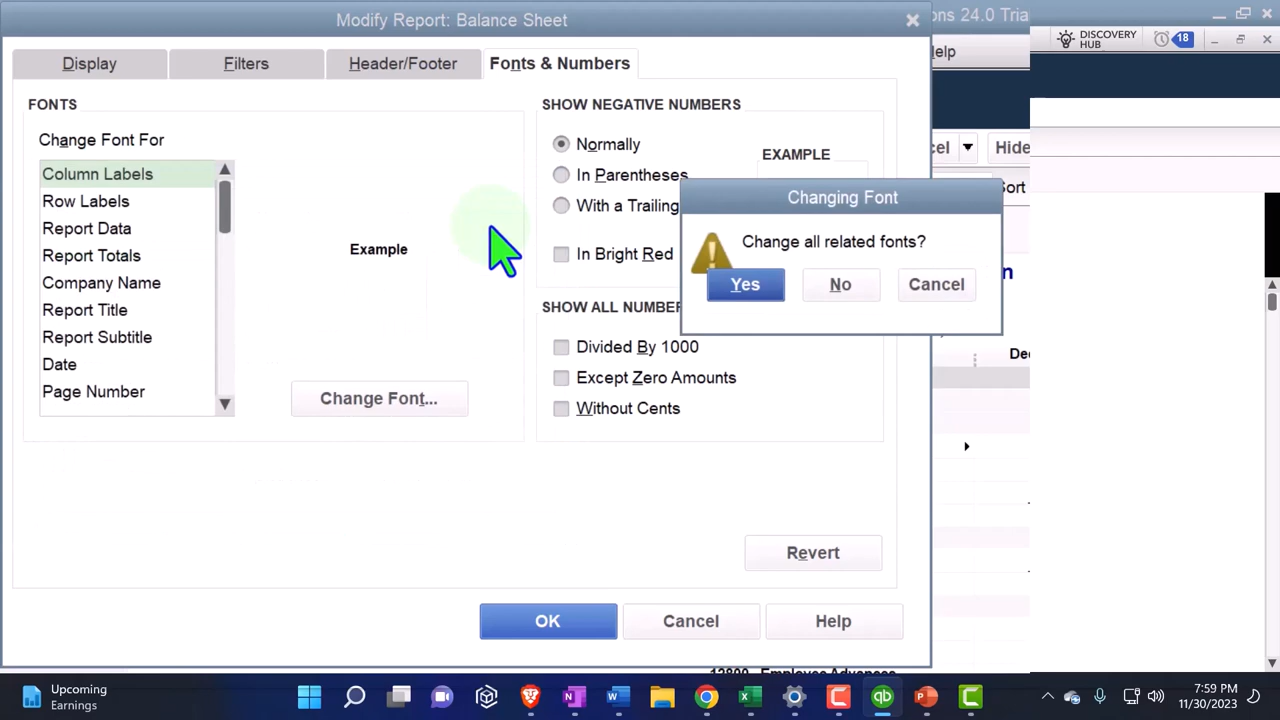 Modify Report: Balance Sheet
ons 24.0 Tria
DISCOVERY
HUB
18
elp
Display
Filters
Header/Footer
Fonts & Numbers
FONTS
Change Font For
Column Labels
Row Labels
Report Data
Report Totals
Company Name
Report Title
Report Subtitle
Date
Page Number
Example
Change Font...
SHOW NEGATIVE NUMBERS
Normally
In Parentheses
With a Trailing
In Bright Red
EXAMPLE
SHOW ALL NUMBER
Divided By 1000
Except Zero Amounts
Without Cents
Changing Font
Change all related fonts?
Yes
No
Cancel
cel
Hide
Sort
n
Dec
Revert
OK
Cancel
Help
12800 · Employee Advances
Upcoming
Earnings
7:59 PM
11/30/2023